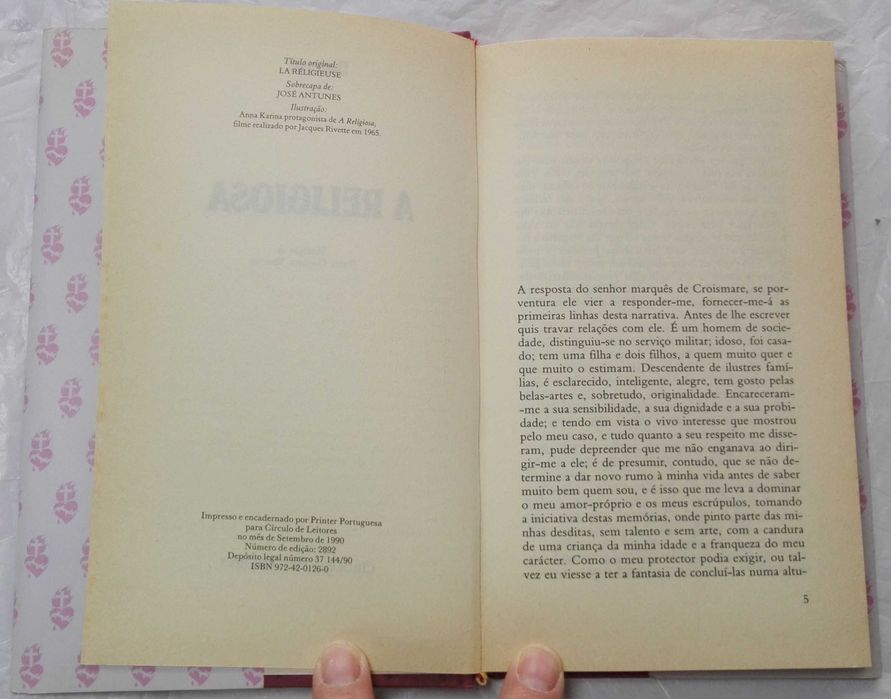 Título original:
LA RÉLIGIEUSE
Sobrecapa de:
JOSÉ ANTUNES
Ilustração:
Anna Karina protagonista de A Religiosa,
filme realizado por Jacques Rivette em 1965.
A RELIGIOSA
Impresso e encadernado por Printer Portuguesa
para Círculo de Leitores
no mês de Setembro de 1990
Número de edição: 2892
Depósito legal número 37 144/90
ISBN 972-42-0126-0
A resposta do senhor marquês de Croismare, se por-
ventura ele vier a responder-me, fornecer-me-á as
primeiras linhas desta narrativa. Antes de lhe escrever
quis travar relações com ele. É um homem de socie-
dade, distinguiu-se no serviço militar; idoso, foi casa-
do; tem uma filha e dois filhos, a quem muito quer e
que muito o estimam. Descendente de ilustres famí-
lias, é esclarecido, inteligente, alegre, tem gosto pelas
belas-artes e, sobretudo, originalidade. Encareceram-
-me a sua sensibilidade, a sua dignidade e a sua probi-
dade; e tendo em vista o vivo interesse que mostrou
pelo meu caso, e tudo quanto a seu respeito me disse-
ram, pude depreender que me não enganava ao diri-
gir-me a ele; é de presumir, contudo, que se não de-
termine a dar novo rumo à minha vida antes de saber
muito bem quem sou, e é isso que me leva a dominar
o meu amor-próprio e os meus escrúpulos, tomando
a iniciativa destas memórias, onde pinto parte das mi-
nhas desditas, sem talento e sem arte, com a candura
de uma criança da minha idade e a franqueza do meu
carácter. Como o meu protector podia exigir, ou tal-
vez eu viesse a ter a fantasia de concluí-las numa altu-
5